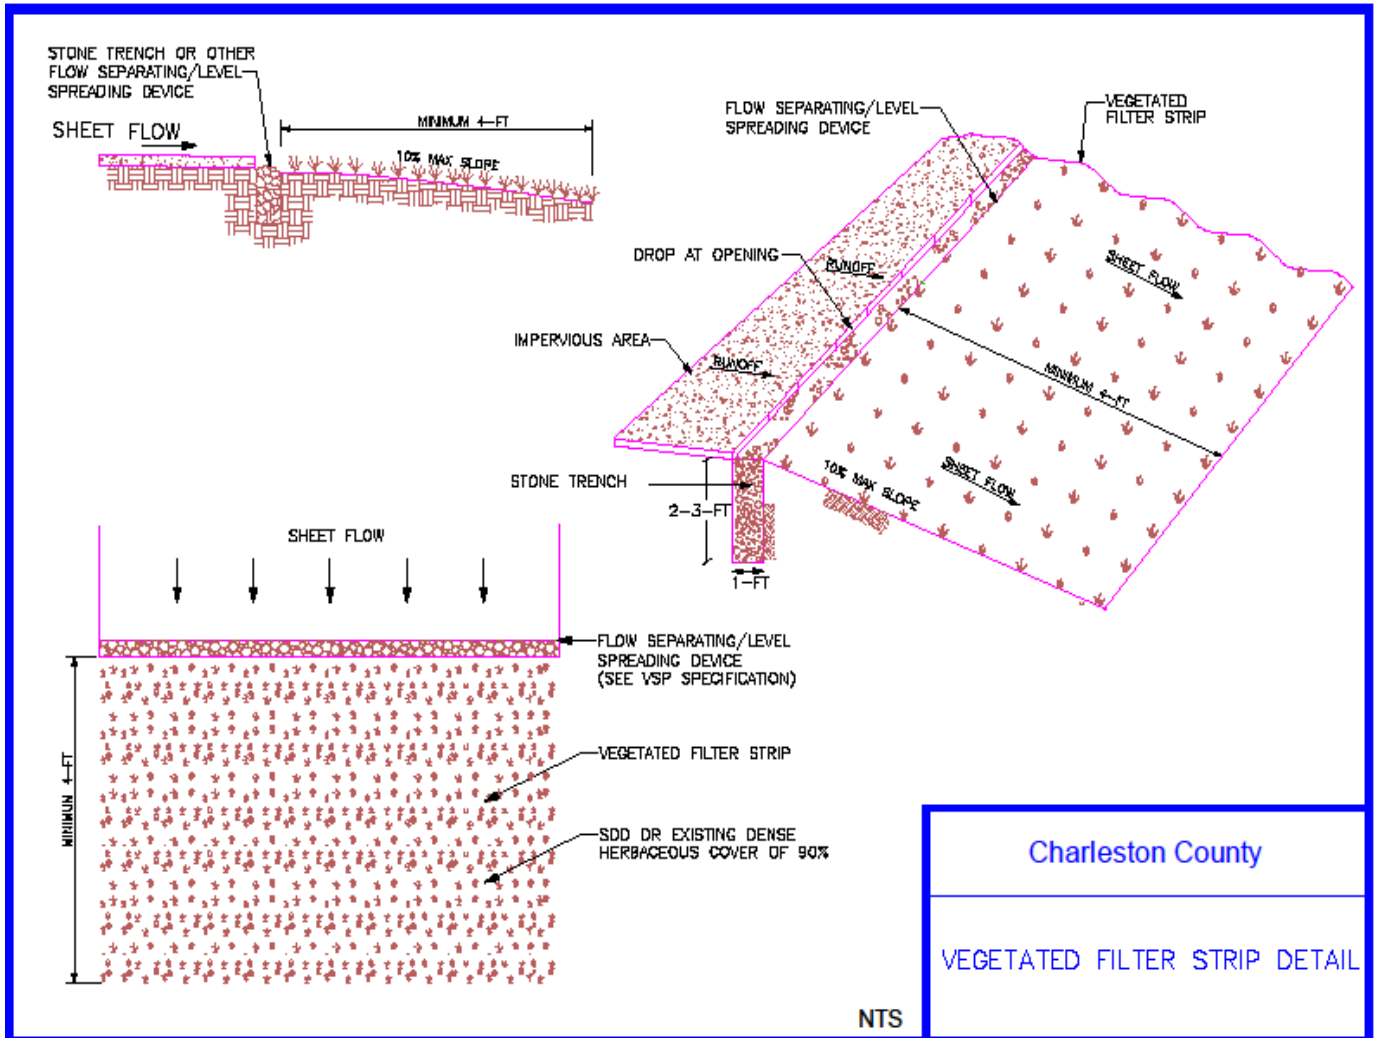 STONE TRENCH OR OTHER
FLOW SEPARATING/LEVEL
SPREADING DEVICE
SHEET FLOW
MINIMUM 4-FT
10% MAX SLOPE
FLOW SEPARATING/LEVEL
SPREADING DEVICE
VEGETATED
FILTER STRIP
DROP AT OPENING
RUNOFF
SHEET FLOW
IMPERVIOUS AREA
RUNOFF
MINIMUM 4-FT
STONE TRENCH
10% MAX SLOPE
SHEET FLOW
2-3-FT
1-FT
SHEET FLOW
FLOW SEPARATING/LEVEL
SPREADING DEVICE
(SEE VSP SPECIFICATION)
MINIMUN 4-FT
VEGETATED FILTER STRIP
SOD OR EXISTING DENSE
HERBACEOUS COVER OF 90%
Charleston County
VEGETATED FILTER STRIP DETAIL
NTS